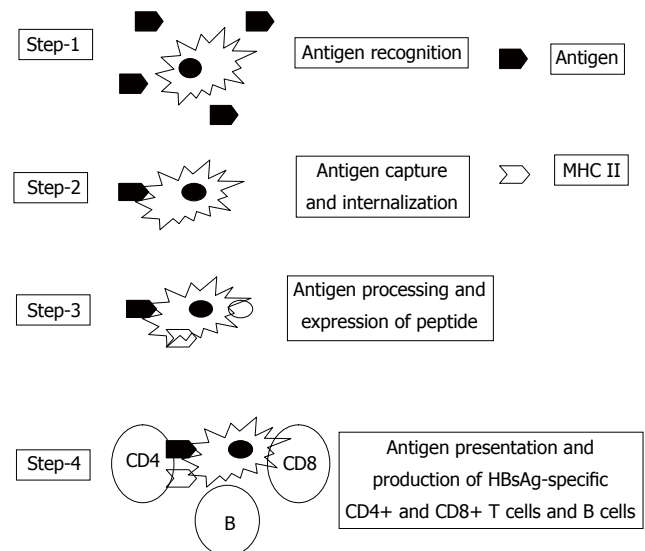 Step-1
Antigen recognition
Antigen
Step-2
Antigen capture
and internalization
MHC II
Step-3
Antigen processing and
expression of peptide
Step-4
CD4
CD8
B
Antigen presentation and
production of HBsAg-specific
CD4+ and CD8+ T cells and B cells